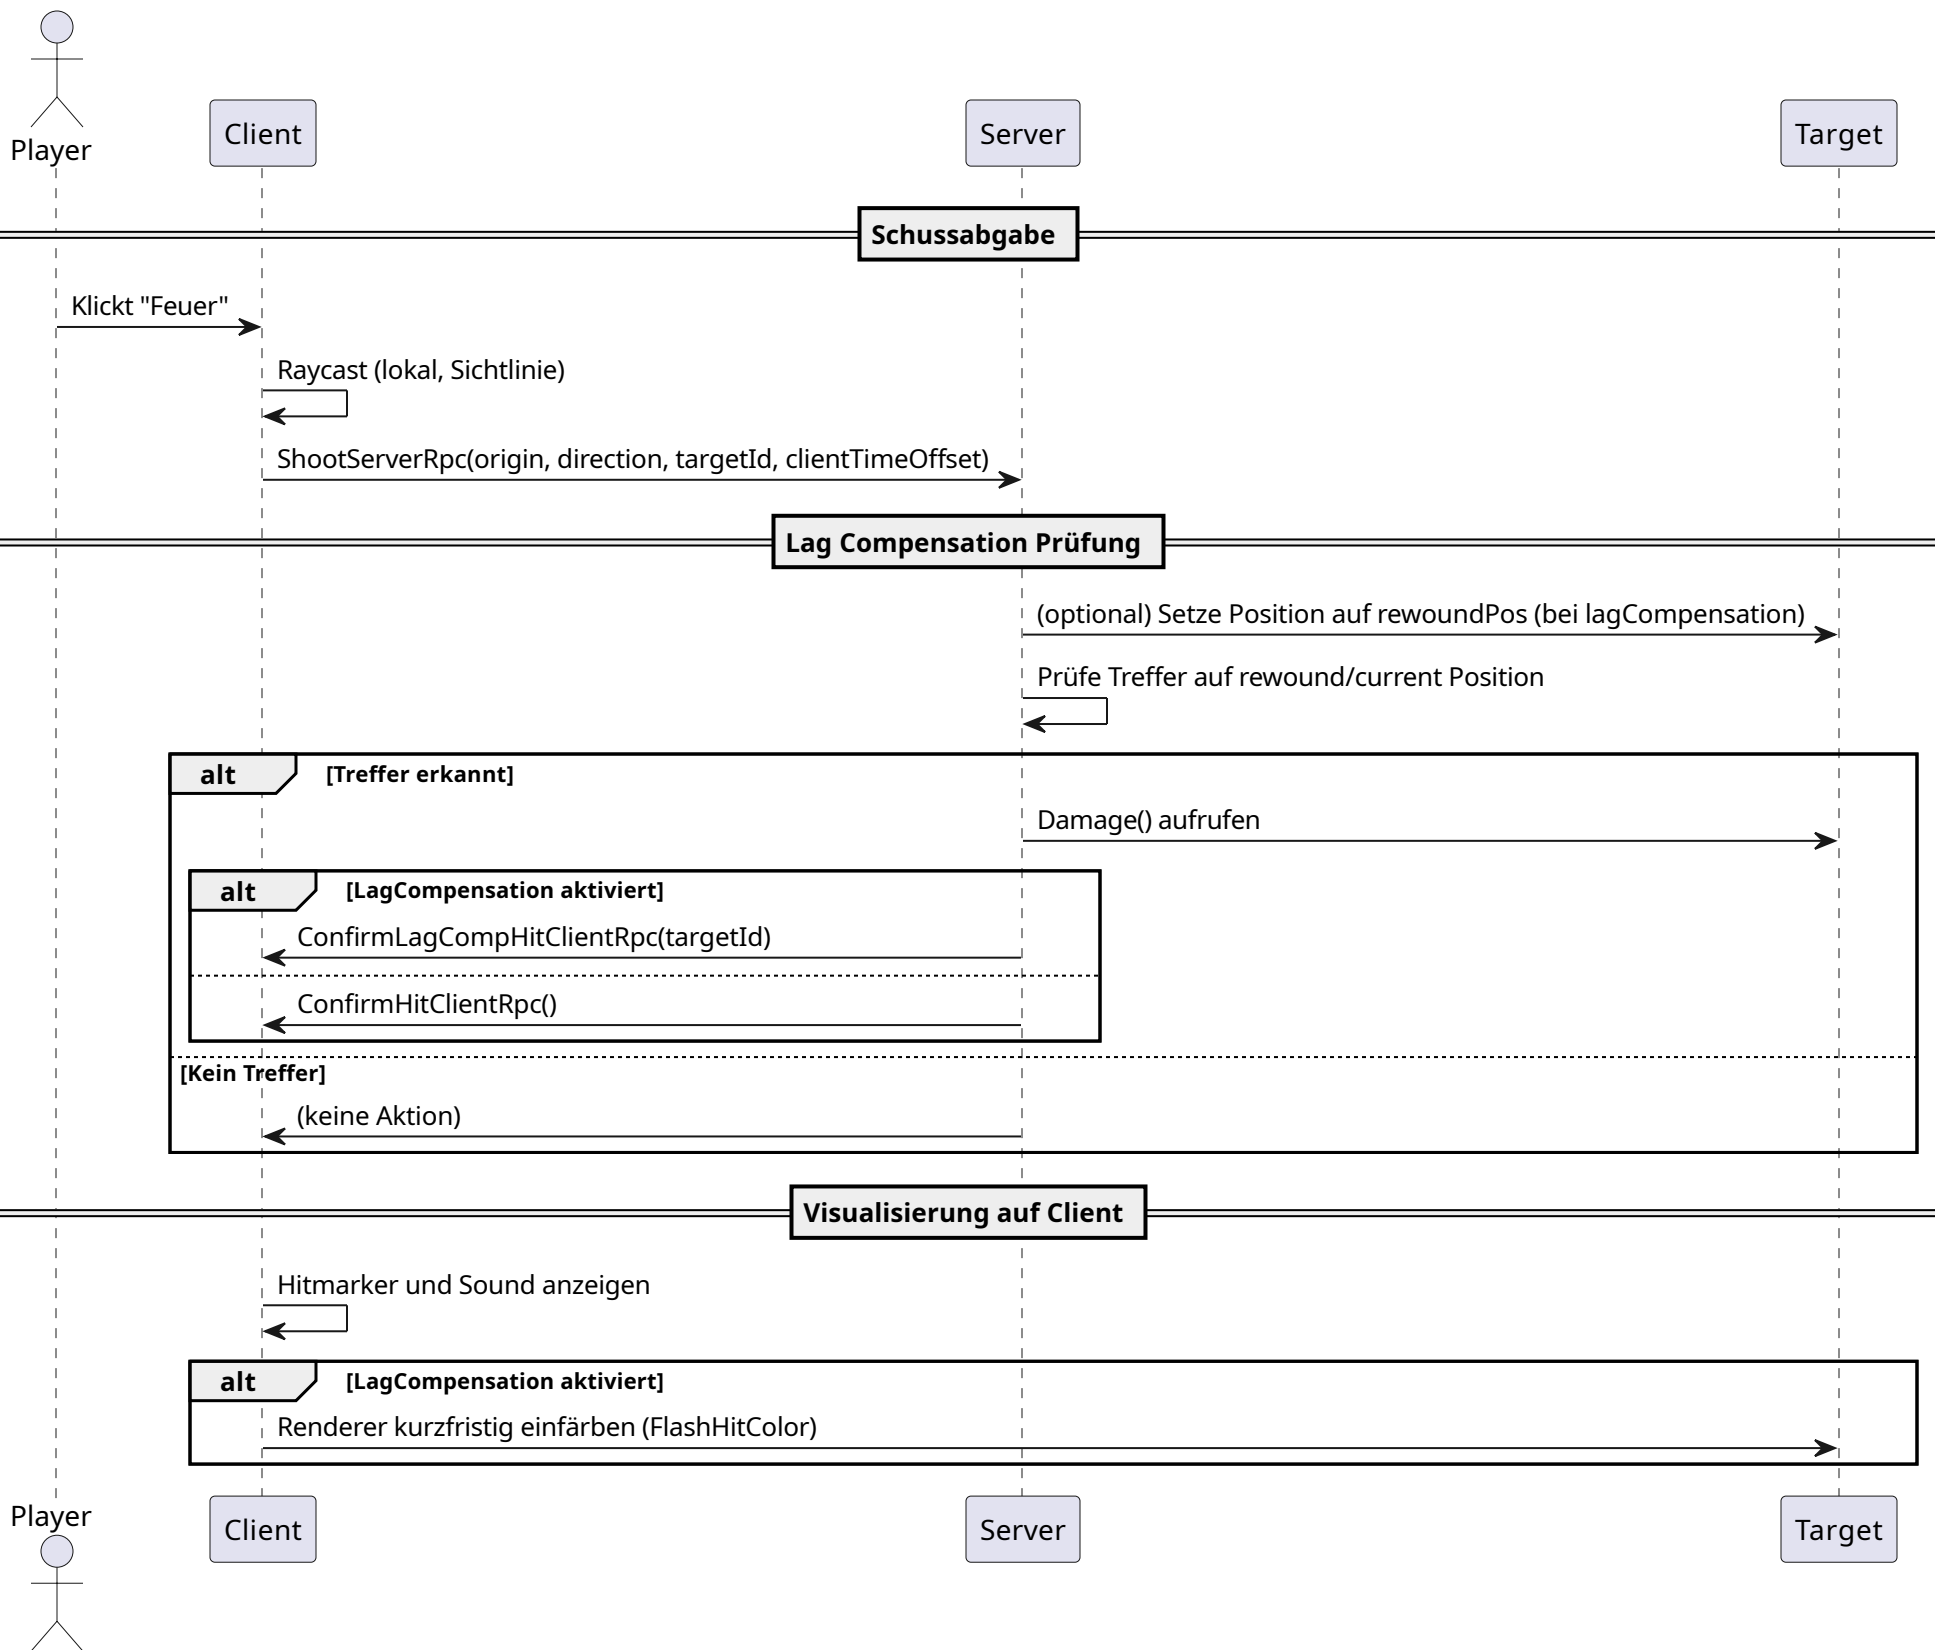 Player
Client
Server
Target
Schussabgabe
Klickt "Feuer"
Raycast (lokal, Sichtlinie)
ShootServerRpc(origin, direction, targetId, clientTimeOffset)
Lag Compensation Prüfung
(optional) Setze Position auf rewoundPos (bei lagCompensation)
Prüfe Treffer auf rewound/current Position
alt [Treffer erkannt]
Damage() aufrufen
alt [LagCompensation aktiviert]
ConfirmLagCompHitClientRpc(targetId)
ConfirmHitClientRpc()
[Kein Treffer]
(keine Aktion)
Visualisierung auf Client
Hitmarker und Sound anzeigen
alt [LagCompensation aktiviert]
Renderer kurzfristig einfärben (FlashHitColor)
Player
Client
Server
Target